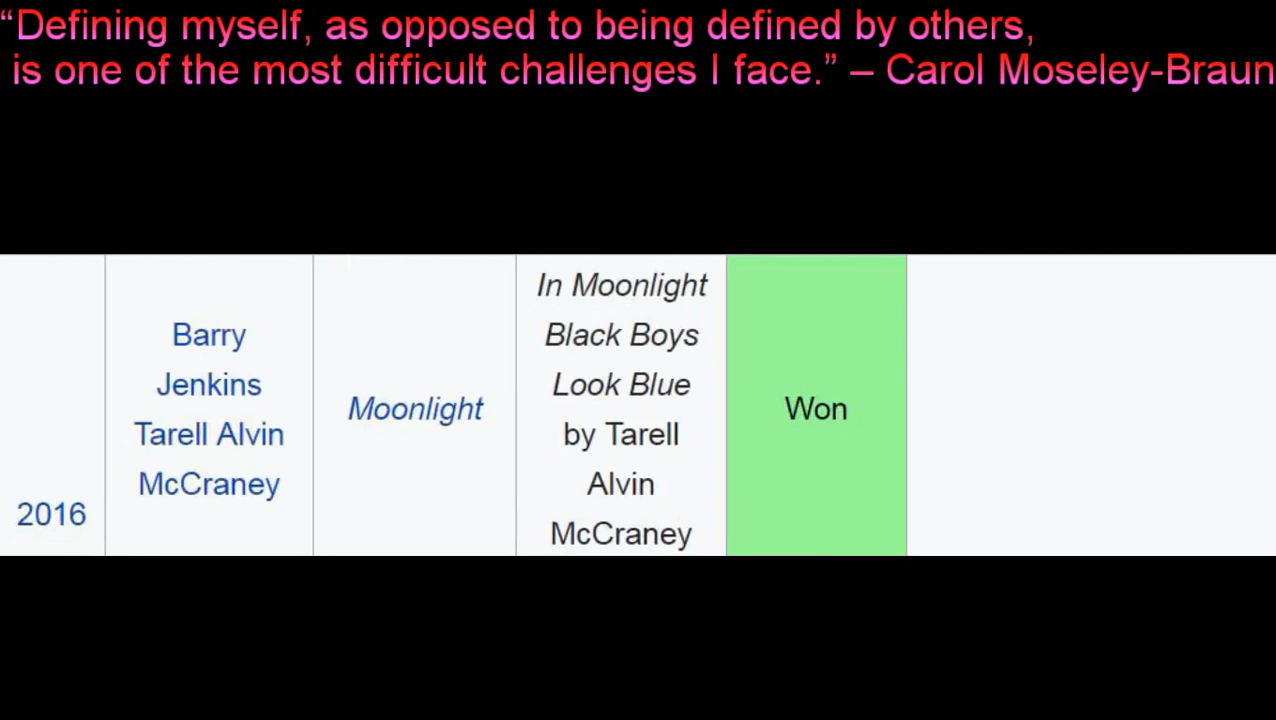 “Defining myself, as opposed to being defined by others,
is one of the most difficult challenges I face.” – Carol Moseley-Braun
2016
Barry
Jenkins
Tarell Alvin
McCraney
Moonlight
In Moonlight
Black Boys
Look Blue
by Tarell
Alvin
McCraney
Won